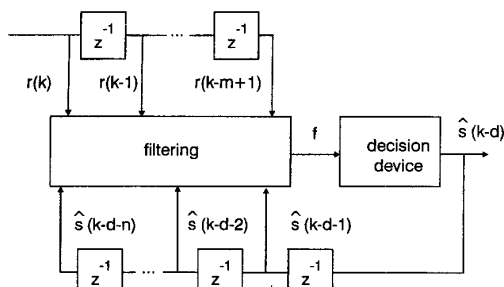 z⁻¹ ... z⁻¹
r(k) r(k-1) r(k-m+1)
filtering
f
decision
device
ŝ (k-d)
ŝ (k-d-n) ŝ (k-d-2) ŝ (k-d-1)
z⁻¹ ... z⁻¹ z⁻¹